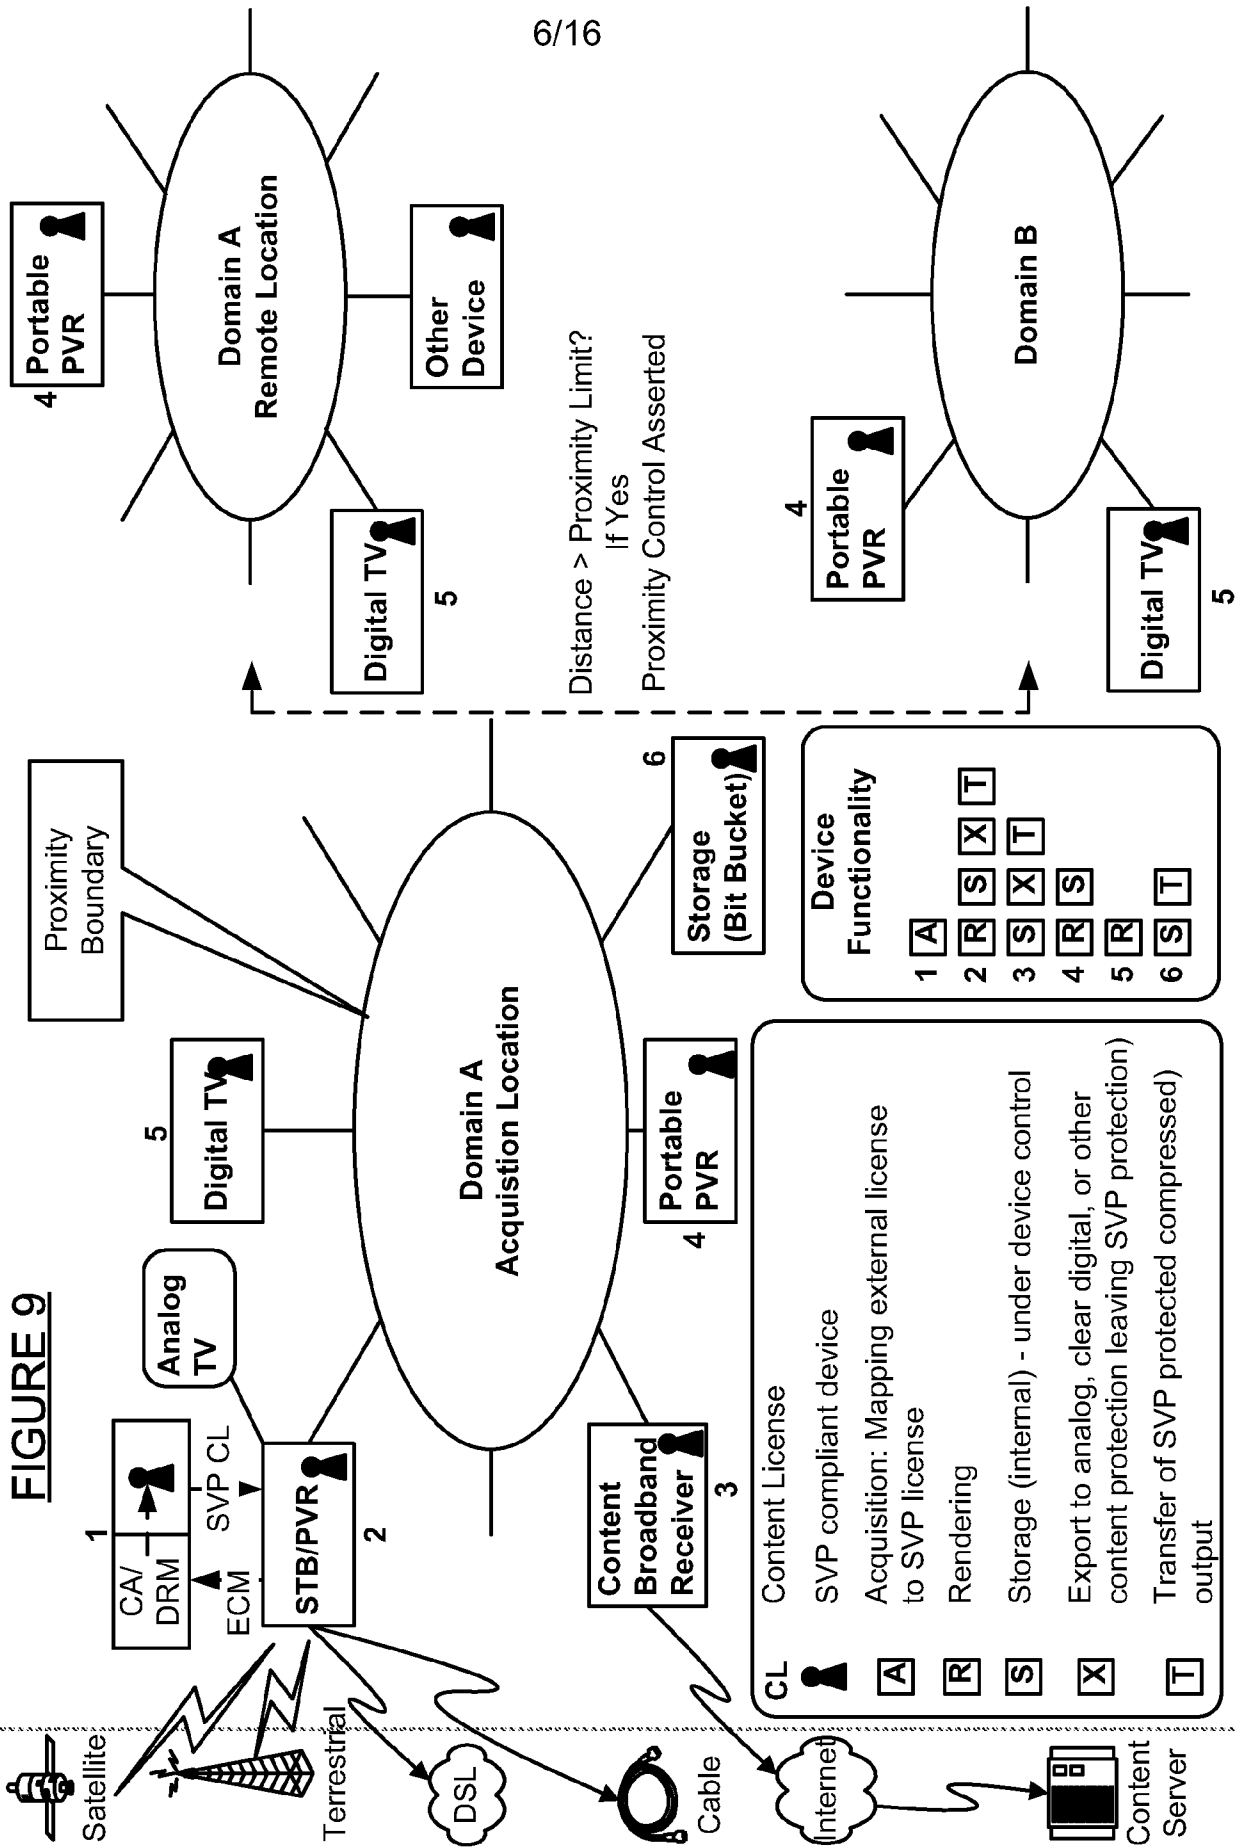 6/16
FIGURE 9
Satellite
Terrestrial
DSL
Cable
Internet
Content
Server
1
CA/
DRM
ECM
SVP CL
STB/PVR
2
Analog
TV
Content
Broadband
Receiver
3
5
Digital TV
Proximity
Boundary
Domain A
Acquistion Location
4
Portable
PVR
6
Storage
(Bit Bucket)
4
Portable
PVR
Domain A
Remote Location
Other
Device
Digital TV
5
Distance > Proximity Limit?
If Yes
Proximity Control Asserted
4
Portable
PVR
Domain B
Digital TV
5
CL Content License
SVP compliant device
A Acquisition: Mapping external license
to SVP license
R Rendering
S Storage (internal) - under device control
X Export to analog, clear digital, or other
content protection leaving SVP protection)
T Transfer of SVP protected compressed)
output
Device
Functionality
1 A
2 R S X T
3 S X T
4 R S
5 R
6 S T